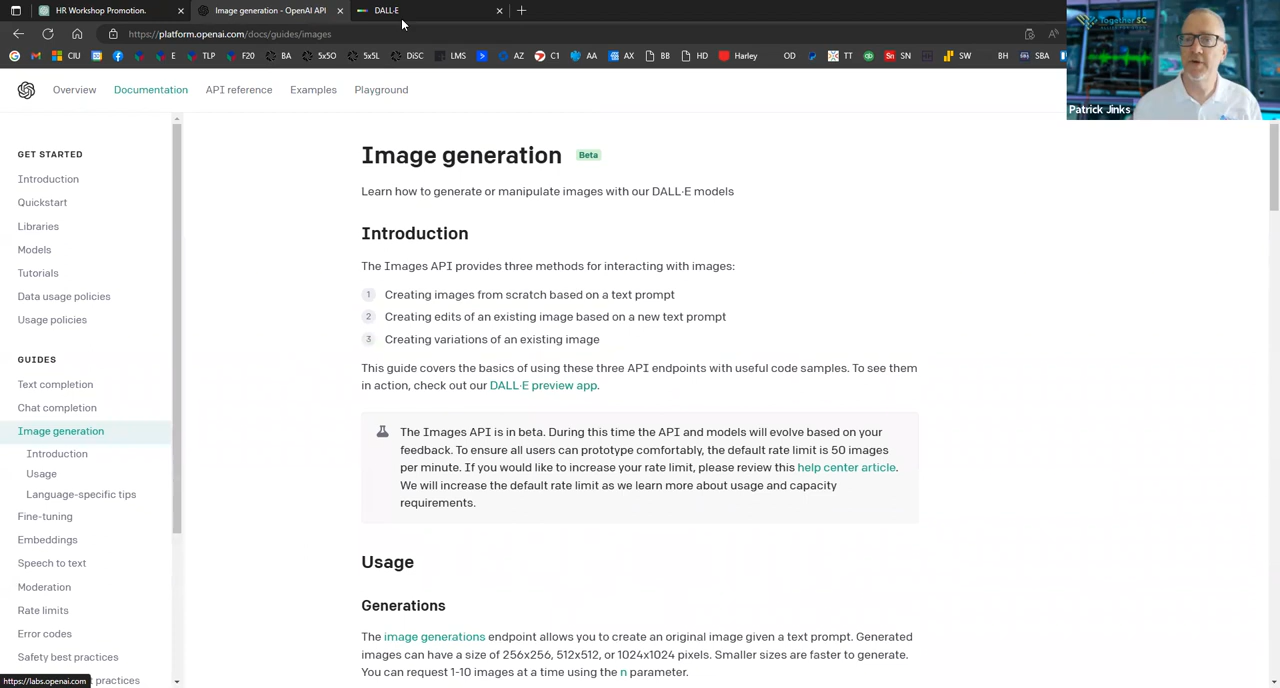 HR Workshop Promotion.
Image generation - OpenAI API
DALL·E
https://platform.openai.com/docs/guides/images
CIU
E
TLP
F20
BA
5x5O
5x5L
DiSC
LMS
AZ
C1
AA
AX
BB
HD
Harley
OD
TT
SN
SW
BH
SBA
TogetherSC
Patrick Jinks
Overview
Documentation
API reference
Examples
Playground
GET STARTED
Introduction
Quickstart
Libraries
Models
Tutorials
Data usage policies
Usage policies
GUIDES
Text completion
Chat completion
Image generation
Introduction
Usage
Language-specific tips
Fine-tuning
Embeddings
Speech to text
Moderation
Rate limits
Error codes
Safety best practices
practices
https://labs.openai.com
Image generation Beta
Learn how to generate or manipulate images with our DALL·E models
Introduction
The Images API provides three methods for interacting with images:
1 Creating images from scratch based on a text prompt
2 Creating edits of an existing image based on a new text prompt
3 Creating variations of an existing image
This guide covers the basics of using these three API endpoints with useful code samples. To see them
in action, check out our DALL·E preview app.
The Images API is in beta. During this time the API and models will evolve based on your
feedback. To ensure all users can prototype comfortably, the default rate limit is 50 images
per minute. If you would like to increase your rate limit, please review this help center article.
We will increase the default rate limit as we learn more about usage and capacity
requirements.
Usage
Generations
The image generations endpoint allows you to create an original image given a text prompt. Generated
images can have a size of 256x256, 512x512, or 1024x1024 pixels. Smaller sizes are faster to generate.
You can request 1-10 images at a time using the n parameter.